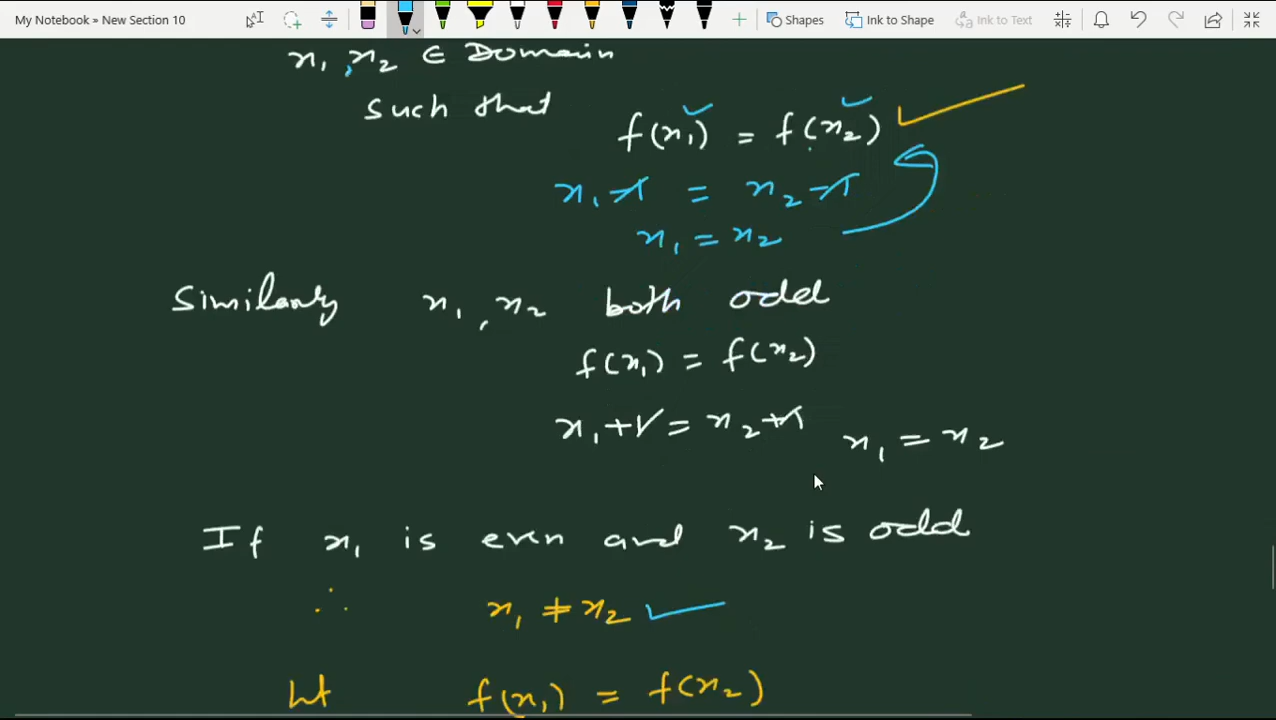 My Notebook » New Section 10
Shapes
Ink to Shape
Ink to Text
x₁, x₂ ∈ Domain
such that
f(x₁) = f(x₂)
x₁ - 1 = x₂ - 1
x₁ = x₂
Similarly x₁, x₂ both odd
f(x₁) = f(x₂)
x₁ + 1 = x₂ + 1 x₁ = x₂
If x₁ is even and x₂ is odd
∴ x₁ ≠ x₂
let f(x₁) = f(x₂)